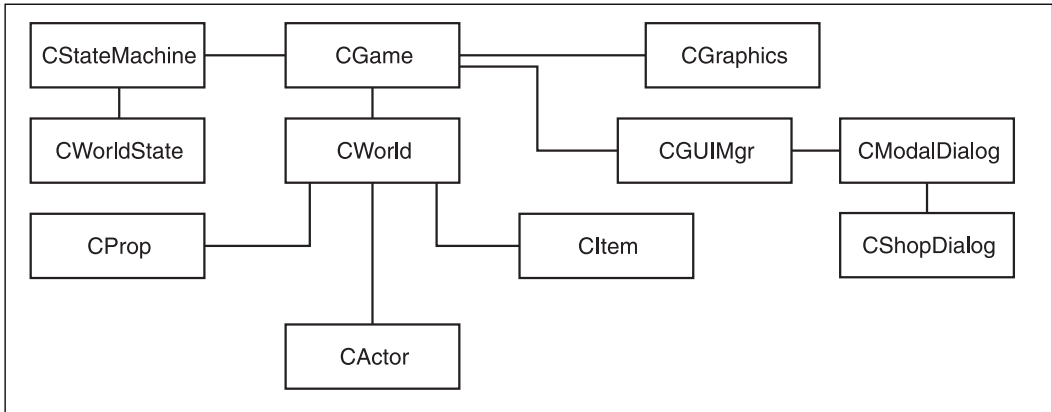 CStateMachine
CGame
CGraphics
CWorldState
CWorld
CGUIMgr
CModalDialog
CProp
CItem
CShopDialog
CActor